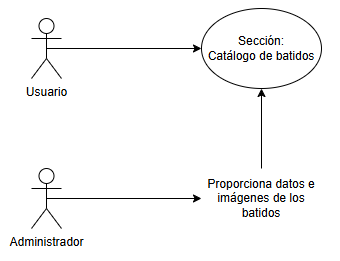 Sección:
Catálogo de batidos
Usuario
Proporciona datos e
imágenes de los
batidos
Administrador